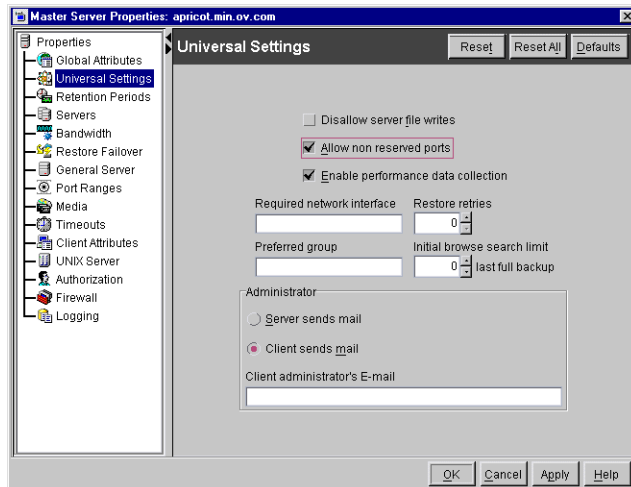 Master Server Properties: apricot.min.ov.com
Properties
Global Attributes
Universal Settings
Retention Periods
Servers
Bandwidth
Restore Failover
General Server
Port Ranges
Media
Timeouts
Client Attributes
UNIX Server
Authorization
Firewall
Logging
Universal Settings
Reset Reset All Defaults
Disallow server file writes
Allow non reserved ports
Enable performance data collection
Required network interface Restore retries
0
Preferred group Initial browse search limit
0 last full backup
Administrator
Server sends mail
Client sends mail
Client administrator's E-mail
OK Cancel Apply Help